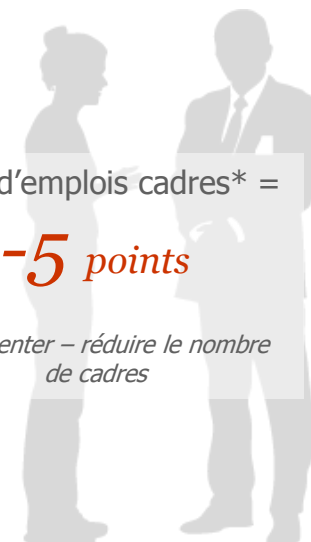 d'emplois cadres* =
-5 points
enter – réduire le nombre
de cadres